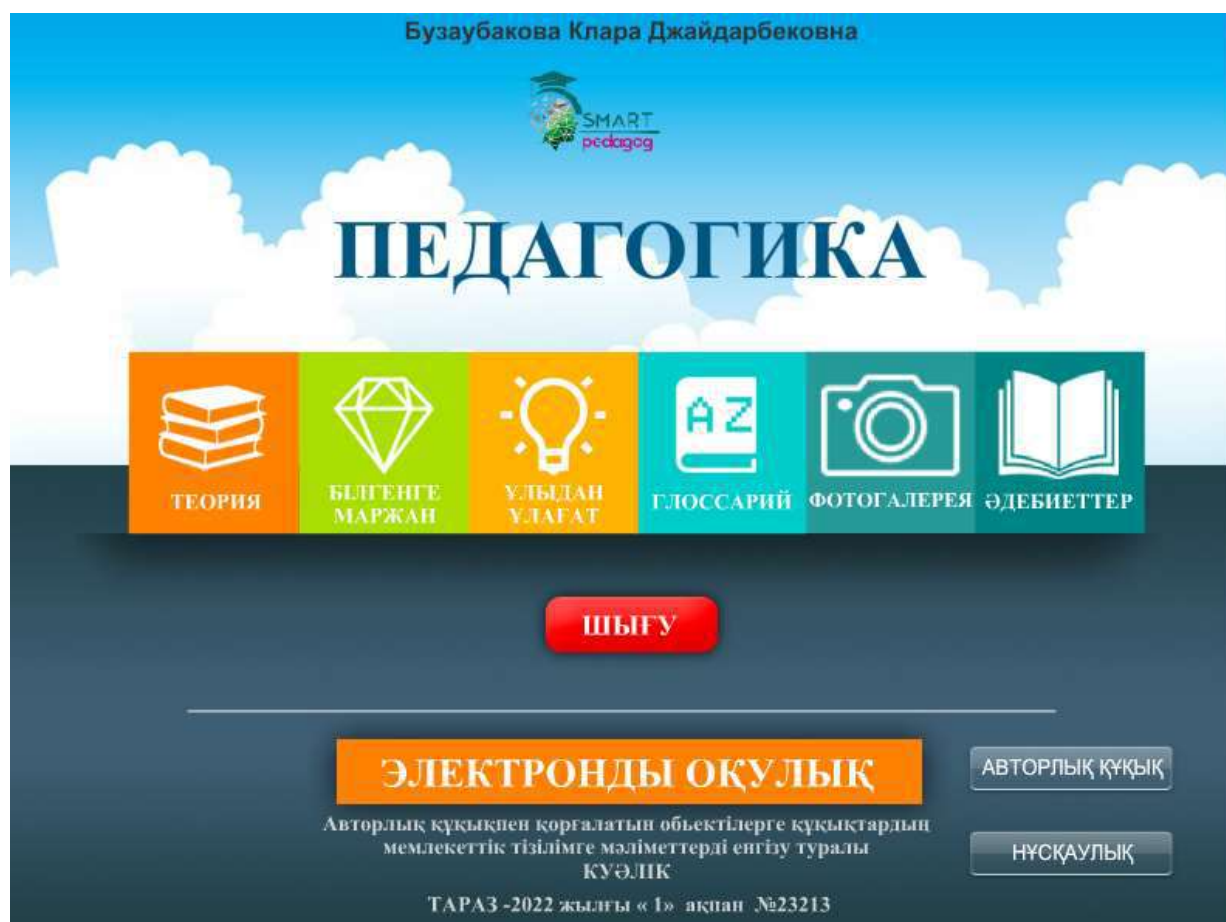 Бузаубакова Клара Джайдарбековна
SMART
pedagog
ПЕДАГОГИКА
ТЕОРИЯ
БІЛГЕНГЕ
МАРЖАН
ҰЛЫДАН
ҰЛАҒАТ
AZ
ГЛОССАРИЙ
ФОТОГАЛЕРЕЯ
ӘДЕБИЕТТЕР
ШЫҒУ
ЭЛЕКТРОНДЫ ОҚУЛЫҚ
АВТОРЛЫҚ ҚҰҚЫҚ
Авторлық құқықпен қорғалатын обьектілерге құқықтардың
мемлекеттік тізілімге мәліметтерді енгізу туралы
КУӘЛІК
НҰСҚАУЛЫҚ
ТАРАЗ -2022 жылғы « 1» ақпан №23213